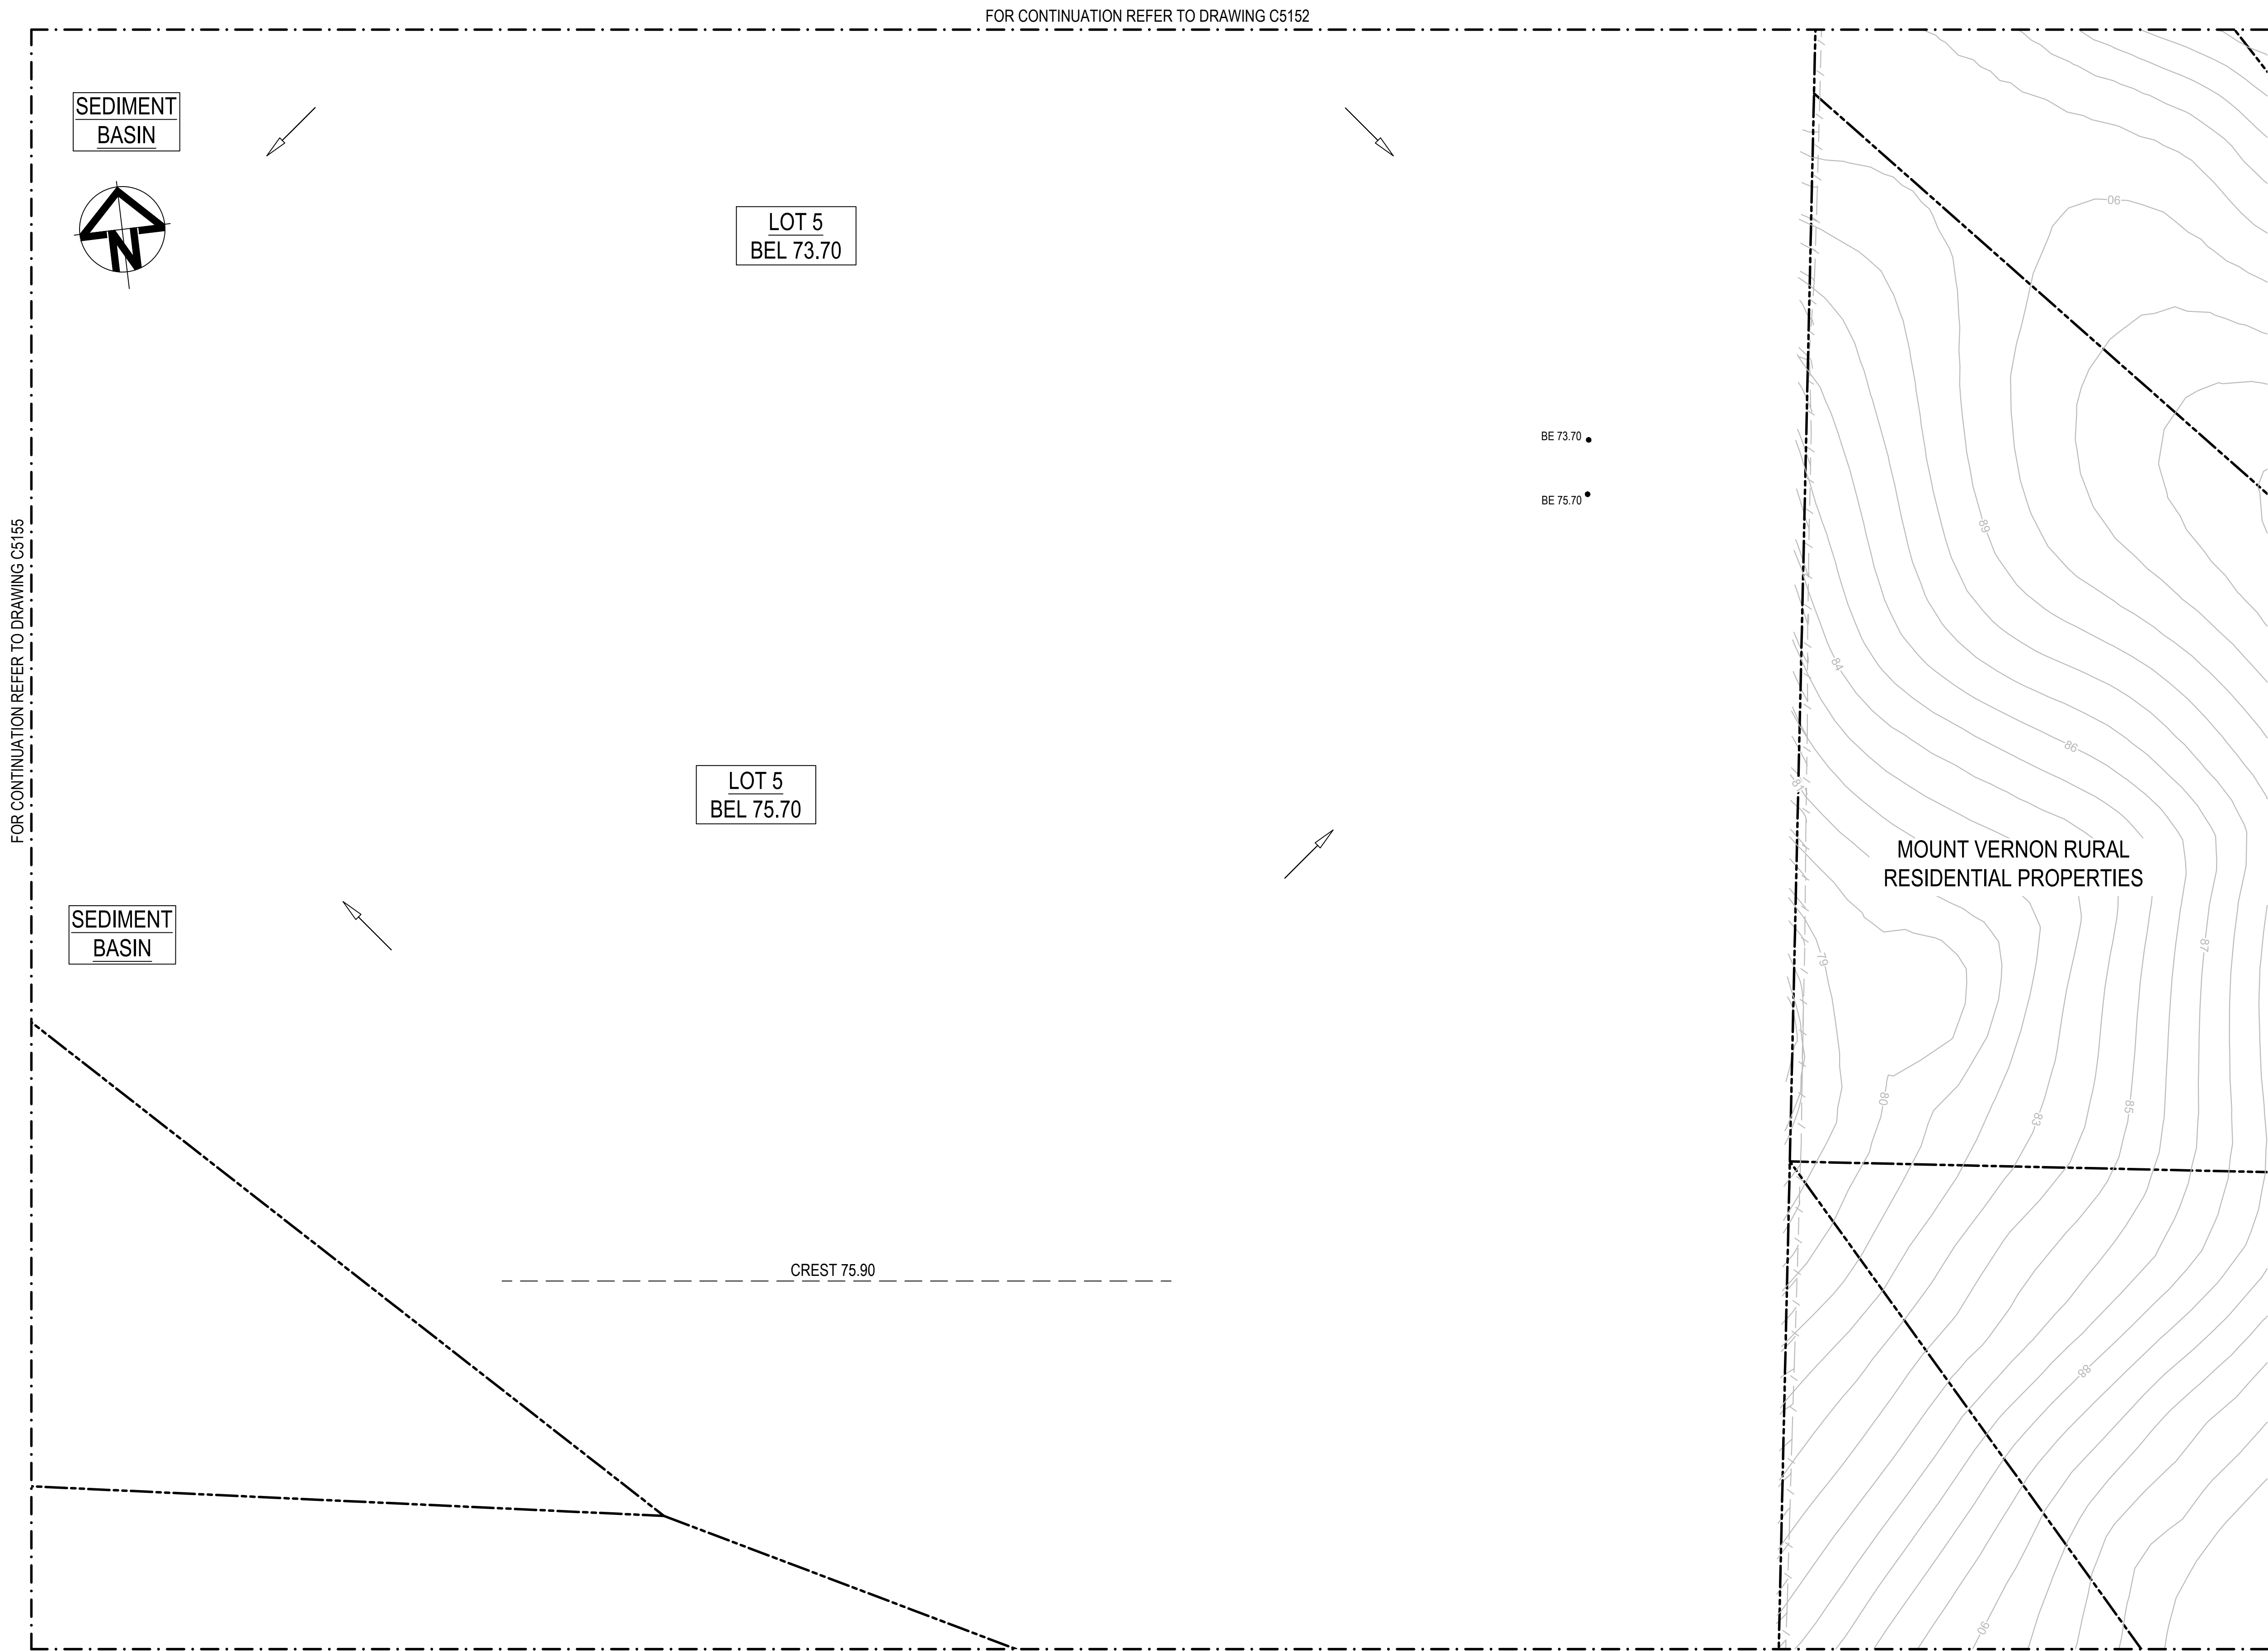 FOR CONTINUATION REFER TO DRAWING C5152
SEDIMENT
BASIN
N
LOT 5
BEL 73.70
90
BE 73.70
BE 75.70
89
FOR CONTINUATION REFER TO DRAWING C5155
84
86
LOT 5
BEL 75.70
MOUNT VERNON RURAL
RESIDENTIAL PROPERTIES
SEDIMENT
BASIN
87
79
80
85
83
CREST 75.90
88
90